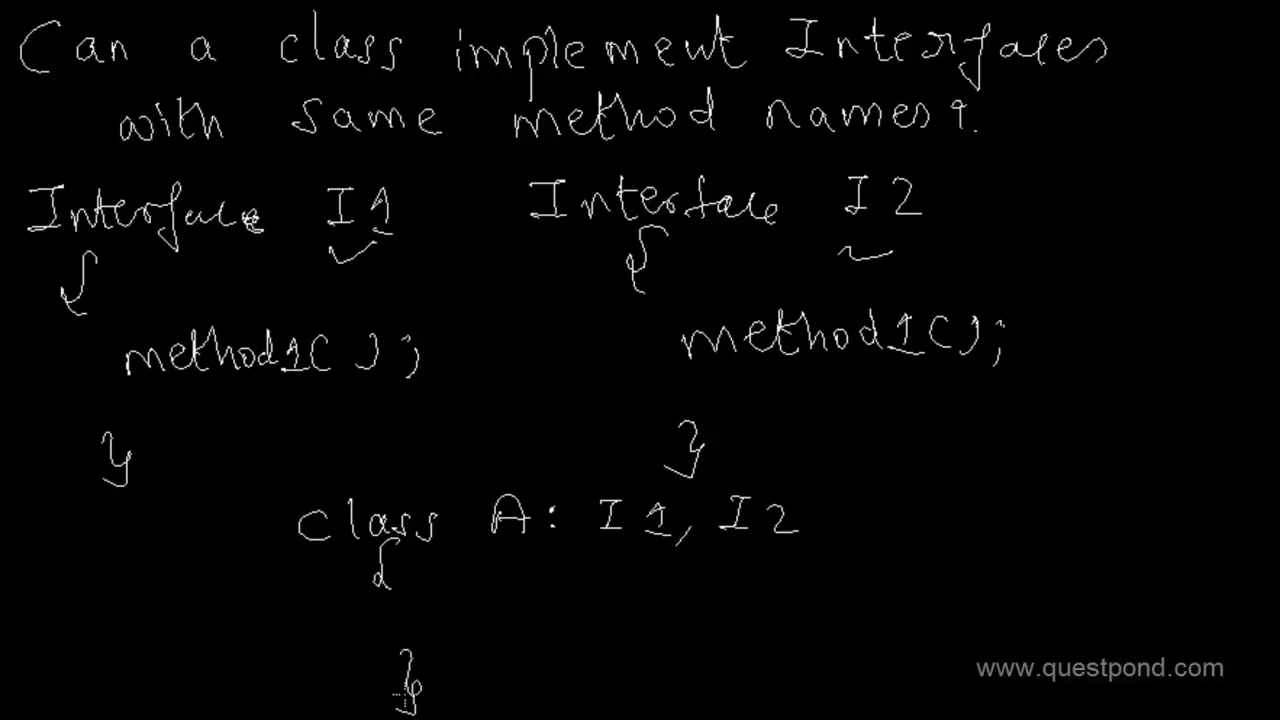 Can a class implement Interfaces
with same method names?
Interface I1 Interface I2
{ {
method1(); method1();
} }
class A: I1, I2
{
}
www.questpond.com